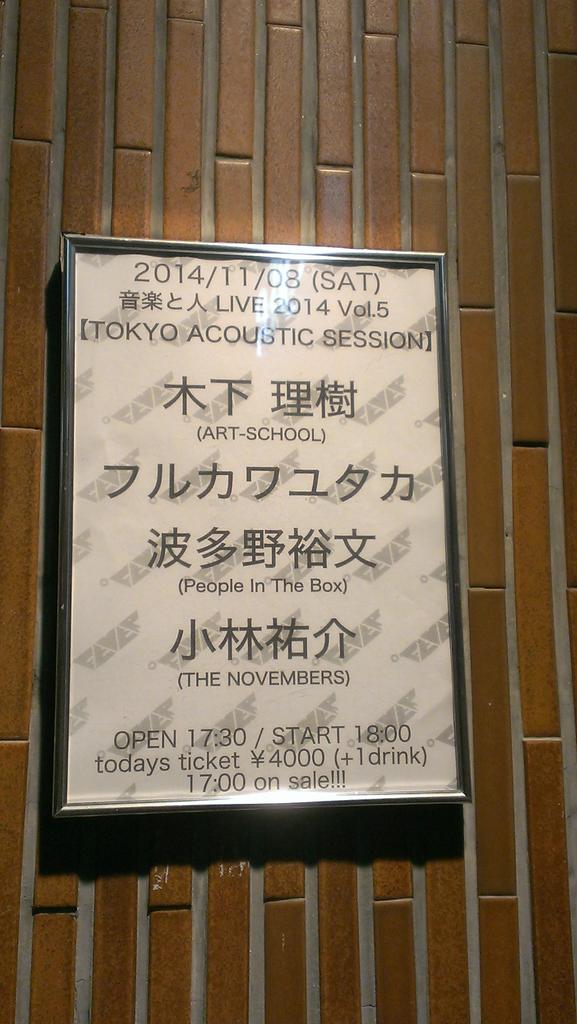 2014/11/08 (SAT)
音楽と人 LIVE 2014 Vol.5
【TOKYO ACOUSTIC SESSION】
木下 理樹
(ART-SCHOOL)
フルカワユタカ
波多野裕文
(People In The Box)
小林祐介
(THE NOVEMBERS)
OPEN 17:30 / START 18:00
todays ticket ¥4000 (+1drink)
17:00 on sale!!!